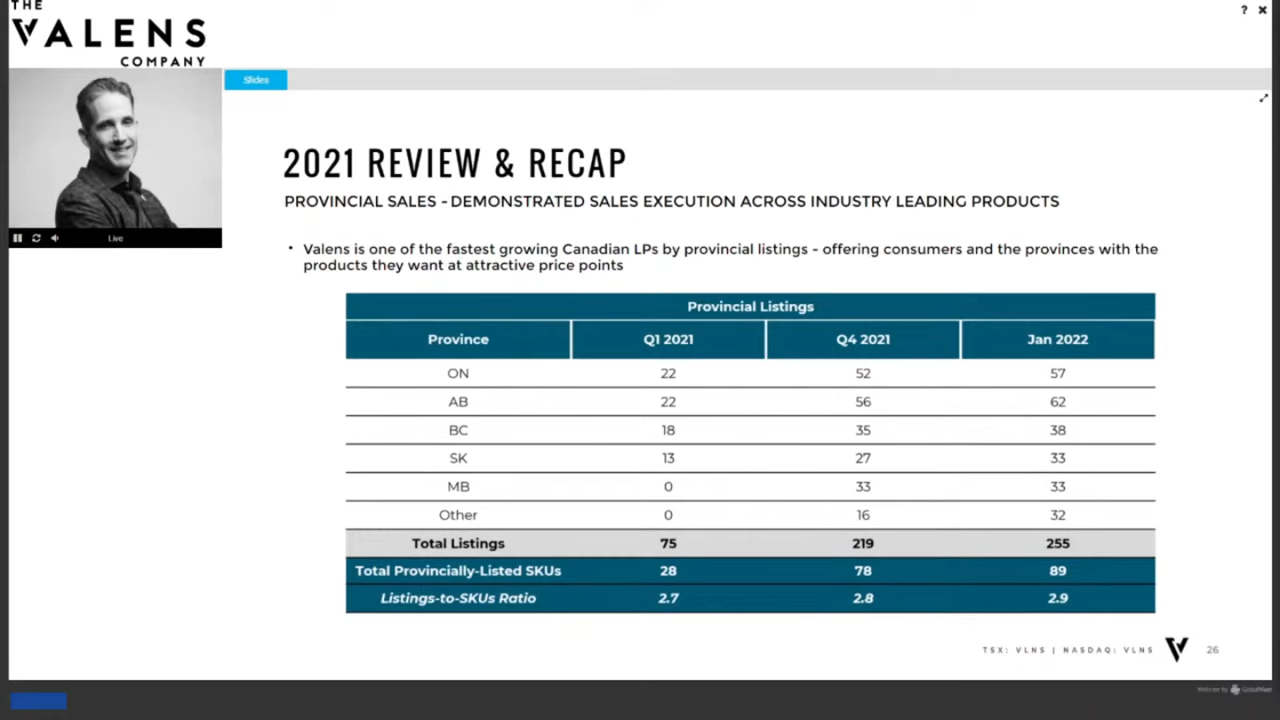 THE
VALENS
COMPANY
? ✖
Slides
Live
2021 REVIEW & RECAP
PROVINCIAL SALES - DEMONSTRATED SALES EXECUTION ACROSS INDUSTRY LEADING PRODUCTS
• Valens is one of the fastest growing Canadian LPs by provincial listings - offering consumers and the provinces with the
products they want at attractive price points
Provincial Listings
Province Q1 2021 Q4 2021 Jan 2022
ON 22 52 57
AB 22 56 62
BC 18 35 38
SK 13 27 33
MB 0 33 33
Other 0 16 32
Total Listings 75 219 255
Total Provincially-Listed SKUs 28 78 89
Listings-to-SKUs Ratio 2.7 2.8 2.9
TSX: VLNS | NASDAQ: VLNS 26
Webcast by GlobalMeet